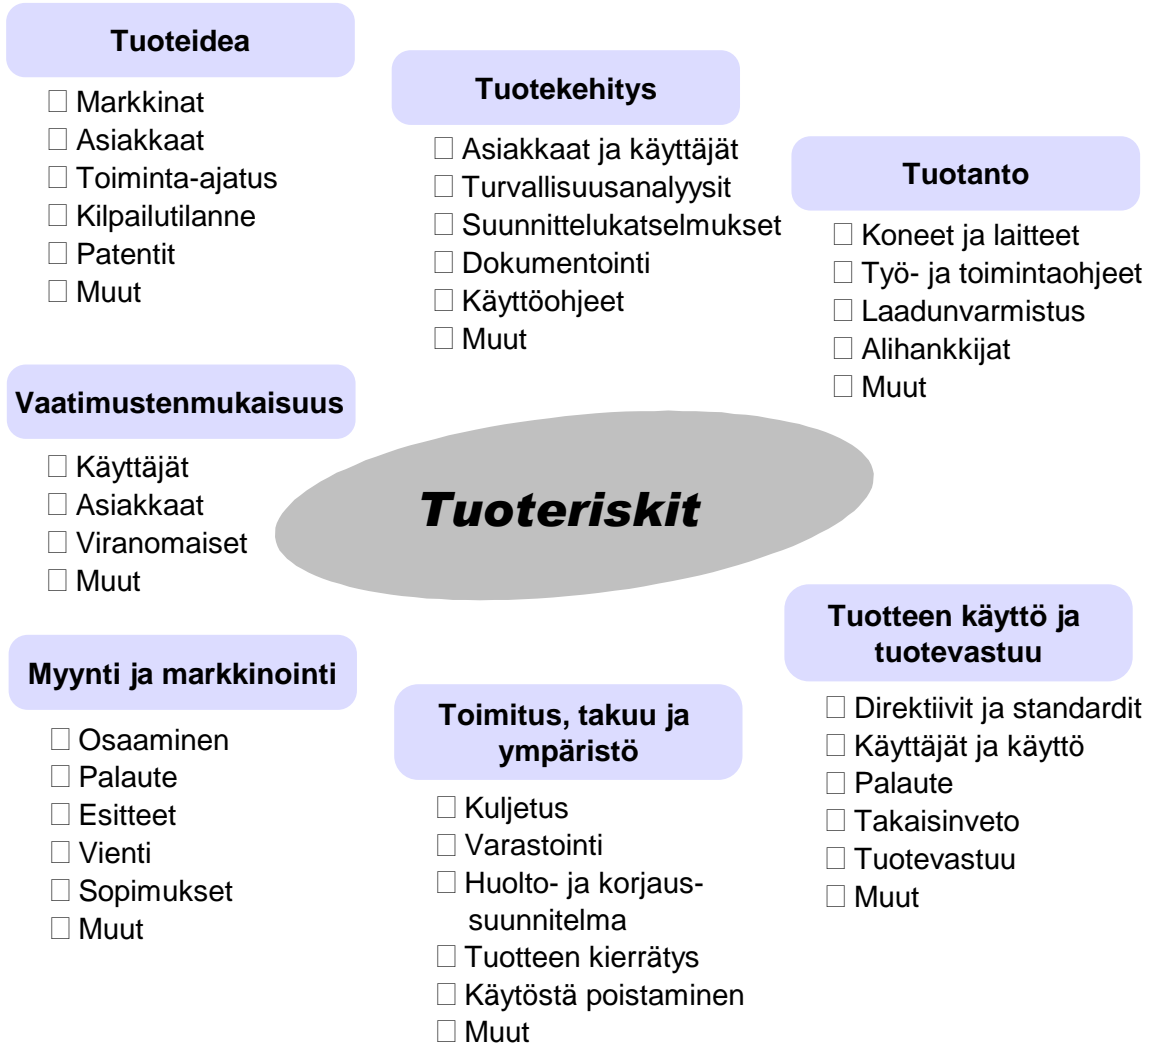 Tuoteidea
☐ Markkinat
☐ Asiakkaat
☐ Toiminta-ajatus
☐ Kilpailutilanne
☐ Patentit
☐ Muut
Tuotekehitys
☐ Asiakkaat ja käyttäjät
☐ Turvallisuusanalyysit
☐ Suunnittelukatselmukset
☐ Dokumentointi
☐ Käyttöohjeet
☐ Muut
Tuotanto
☐ Koneet ja laitteet
☐ Työ- ja toimintaohjeet
☐ Laadunvarmistus
☐ Alihankkijat
☐ Muut
Vaatimustenmukaisuus
☐ Käyttäjät
☐ Asiakkaat
☐ Viranomaiset
☐ Muut
Tuoteriskit
Myynti ja markkinointi
☐ Osaaminen
☐ Palaute
☐ Esitteet
☐ Vienti
☐ Sopimukset
☐ Muut
Toimitus, takuu ja
ympäristö
☐ Kuljetus
☐ Varastointi
☐ Huolto- ja korjaus-
suunnitelma
☐ Tuotteen kierrätys
☐ Käytöstä poistaminen
☐ Muut
Tuotteen käyttö ja
tuotevastuu
☐ Direktiivit ja standardit
☐ Käyttäjät ja käyttö
☐ Palaute
☐ Takaisinveto
☐ Tuotevastuu
☐ Muut